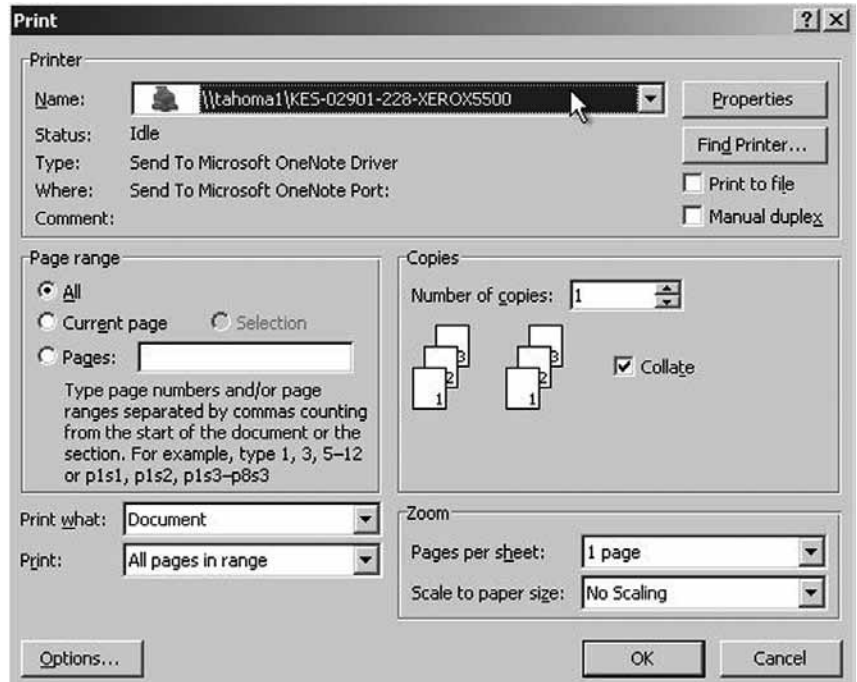 Print
Printer
Name: \\tahoma1\KES-02901-228-XEROX5500
Properties
Status: Idle
Find Printer...
Type: Send To Microsoft OneNote Driver
Where: Send To Microsoft OneNote Port:
Print to file
Comment:
Manual duplex
Page range
All
Current page Selection
Pages:
Type page numbers and/or page
ranges separated by commas counting
from the start of the document or the
section. For example, type 1, 3, 5–12
or p1s1, p1s2, p1s3–p8s3
Copies
Number of copies: 1
3 3
2 2
1 1
Collate
Print what: Document
Print: All pages in range
Zoom
Pages per sheet: 1 page
Scale to paper size: No Scaling
Options... OK Cancel